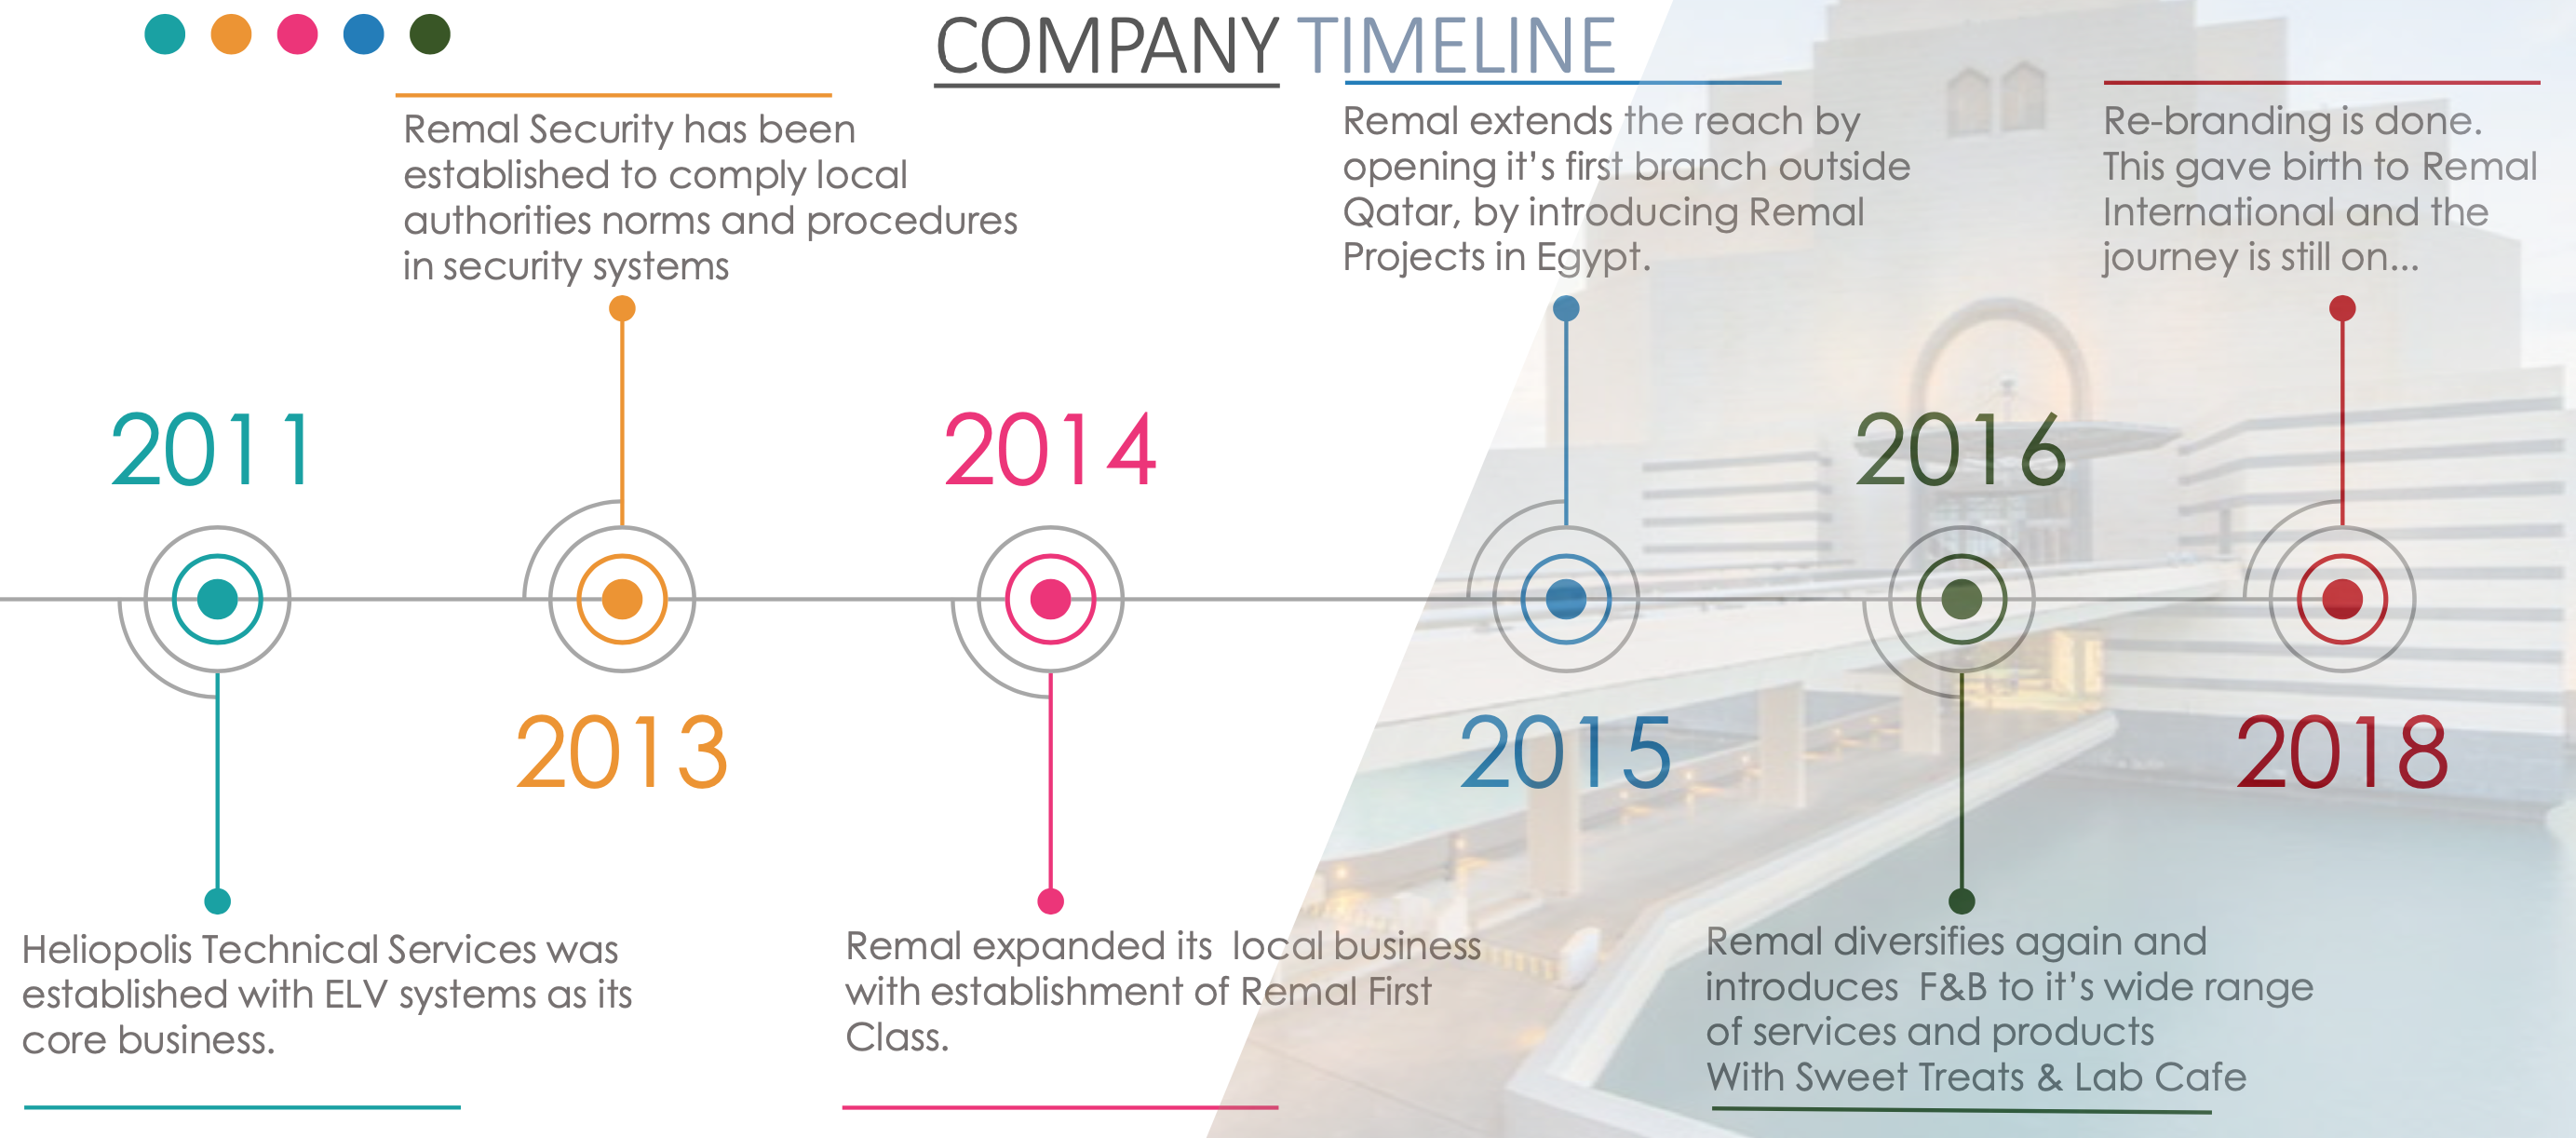 COMPANY TIMELINE
Remal Security has been
established to comply local
authorities norms and procedures
in security systems
Remal extends the reach by
opening it’s first branch outside
Qatar, by introducing Remal
Projects in Egypt.
Re-branding is done.
This gave birth to Remal
International and the
journey is still on...
2011
2014
2016
2013
2015
2018
Heliopolis Technical Services was
established with ELV systems as its
core business.
Remal expanded its  local business
with establishment of Remal First
Class.
Remal diversifies again and
introduces  F&B to it’s wide range
of services and products
With Sweet Treats & Lab Cafe